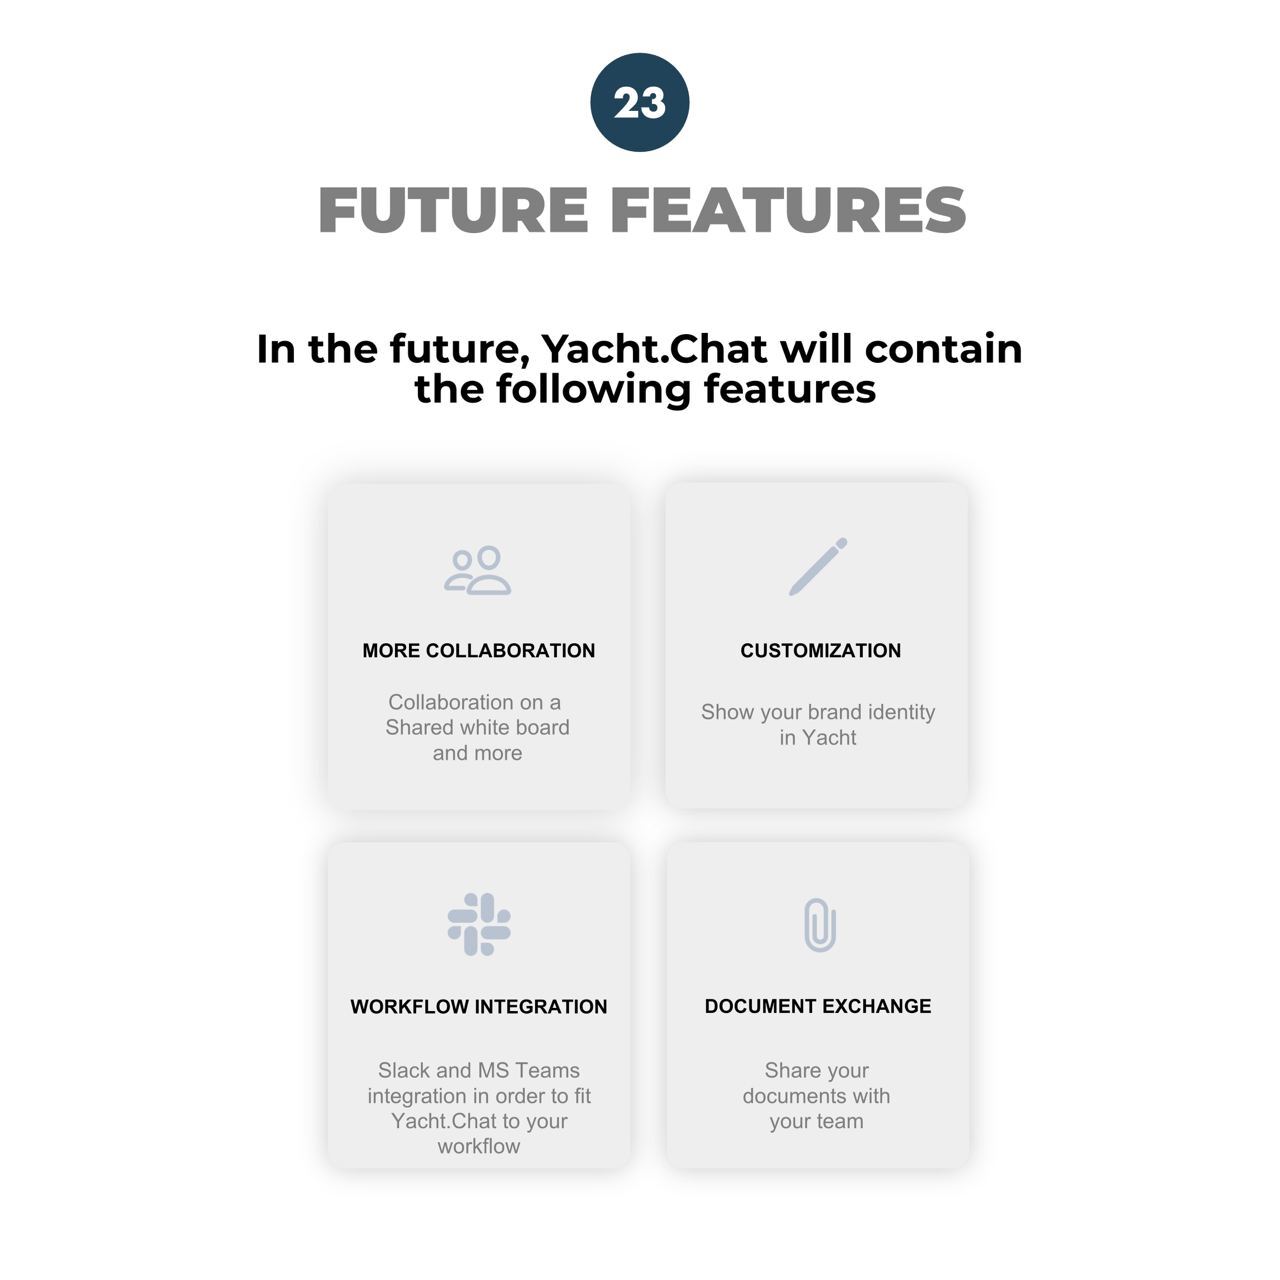 23
FUTURE FEATURES
In the future, Yacht.Chat will contain
the following features
MORE COLLABORATION
Collaboration on a
Shared white board
and more
CUSTOMIZATION
Show your brand identity
in Yacht
WORKFLOW INTEGRATION
Slack and MS Teams
integration in order to fit
Yacht.Chat to your
workflow
DOCUMENT EXCHANGE
Share your
documents with
your team